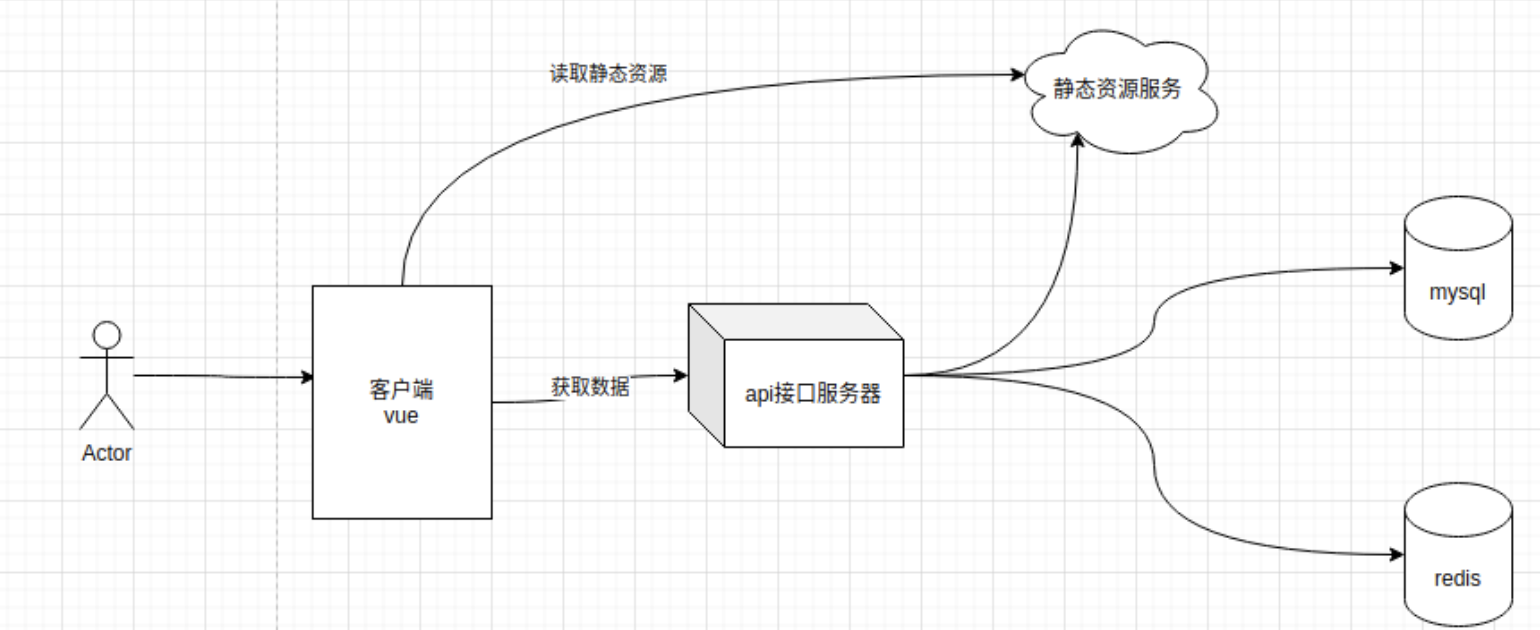 读取静态资源
静态资源服务
mysql
客户端
vue
获取数据
api接口服务器
Actor
redis